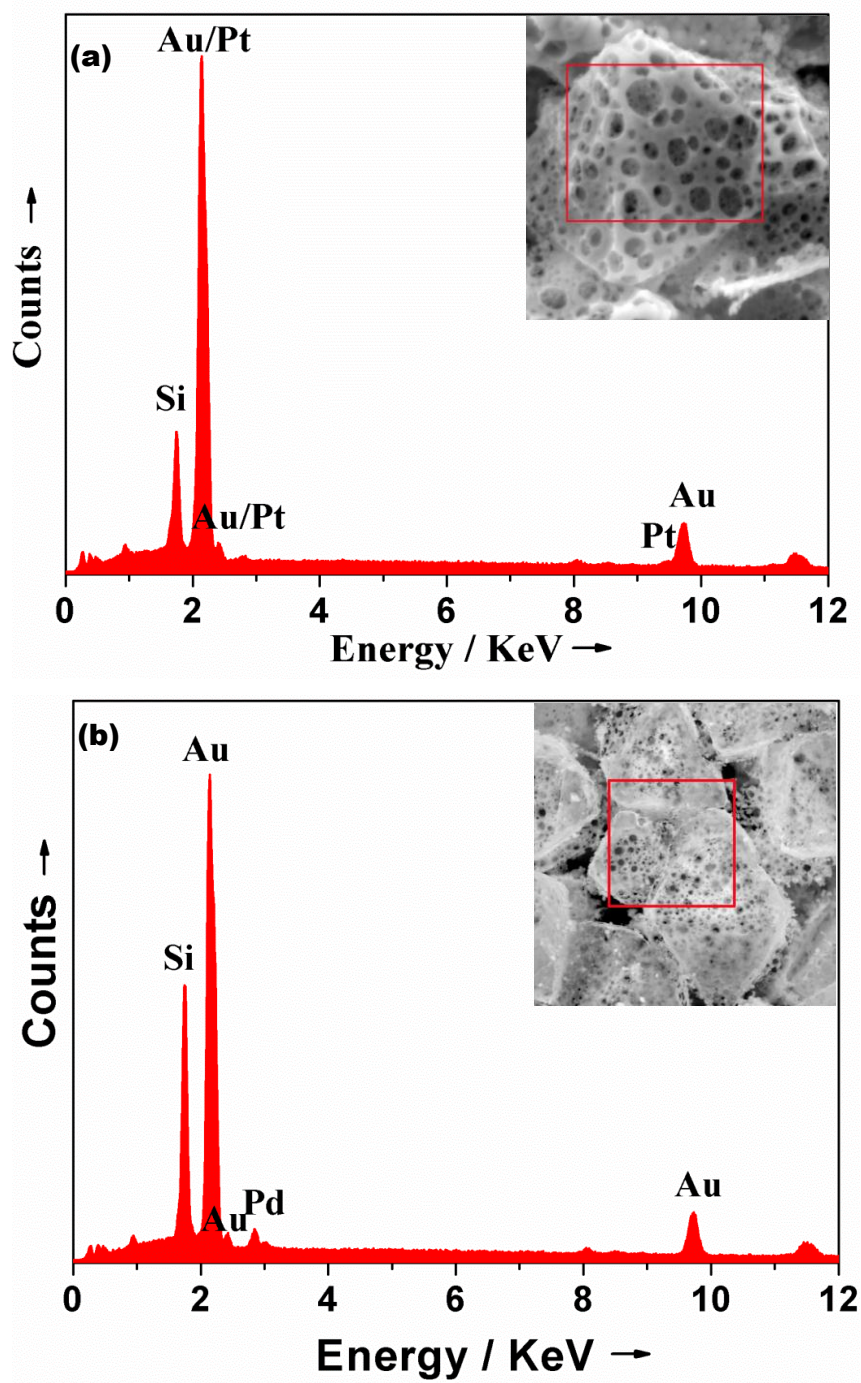 (a)
Au/Pt
Si
Au/Pt
Au
Pt
Counts →
0 2 4 6 8 10 12
Energy / KeV →
(b)
Au
Si
Au
Pd
Au
Counts →
0 2 4 6 8 10 12
Energy / KeV →